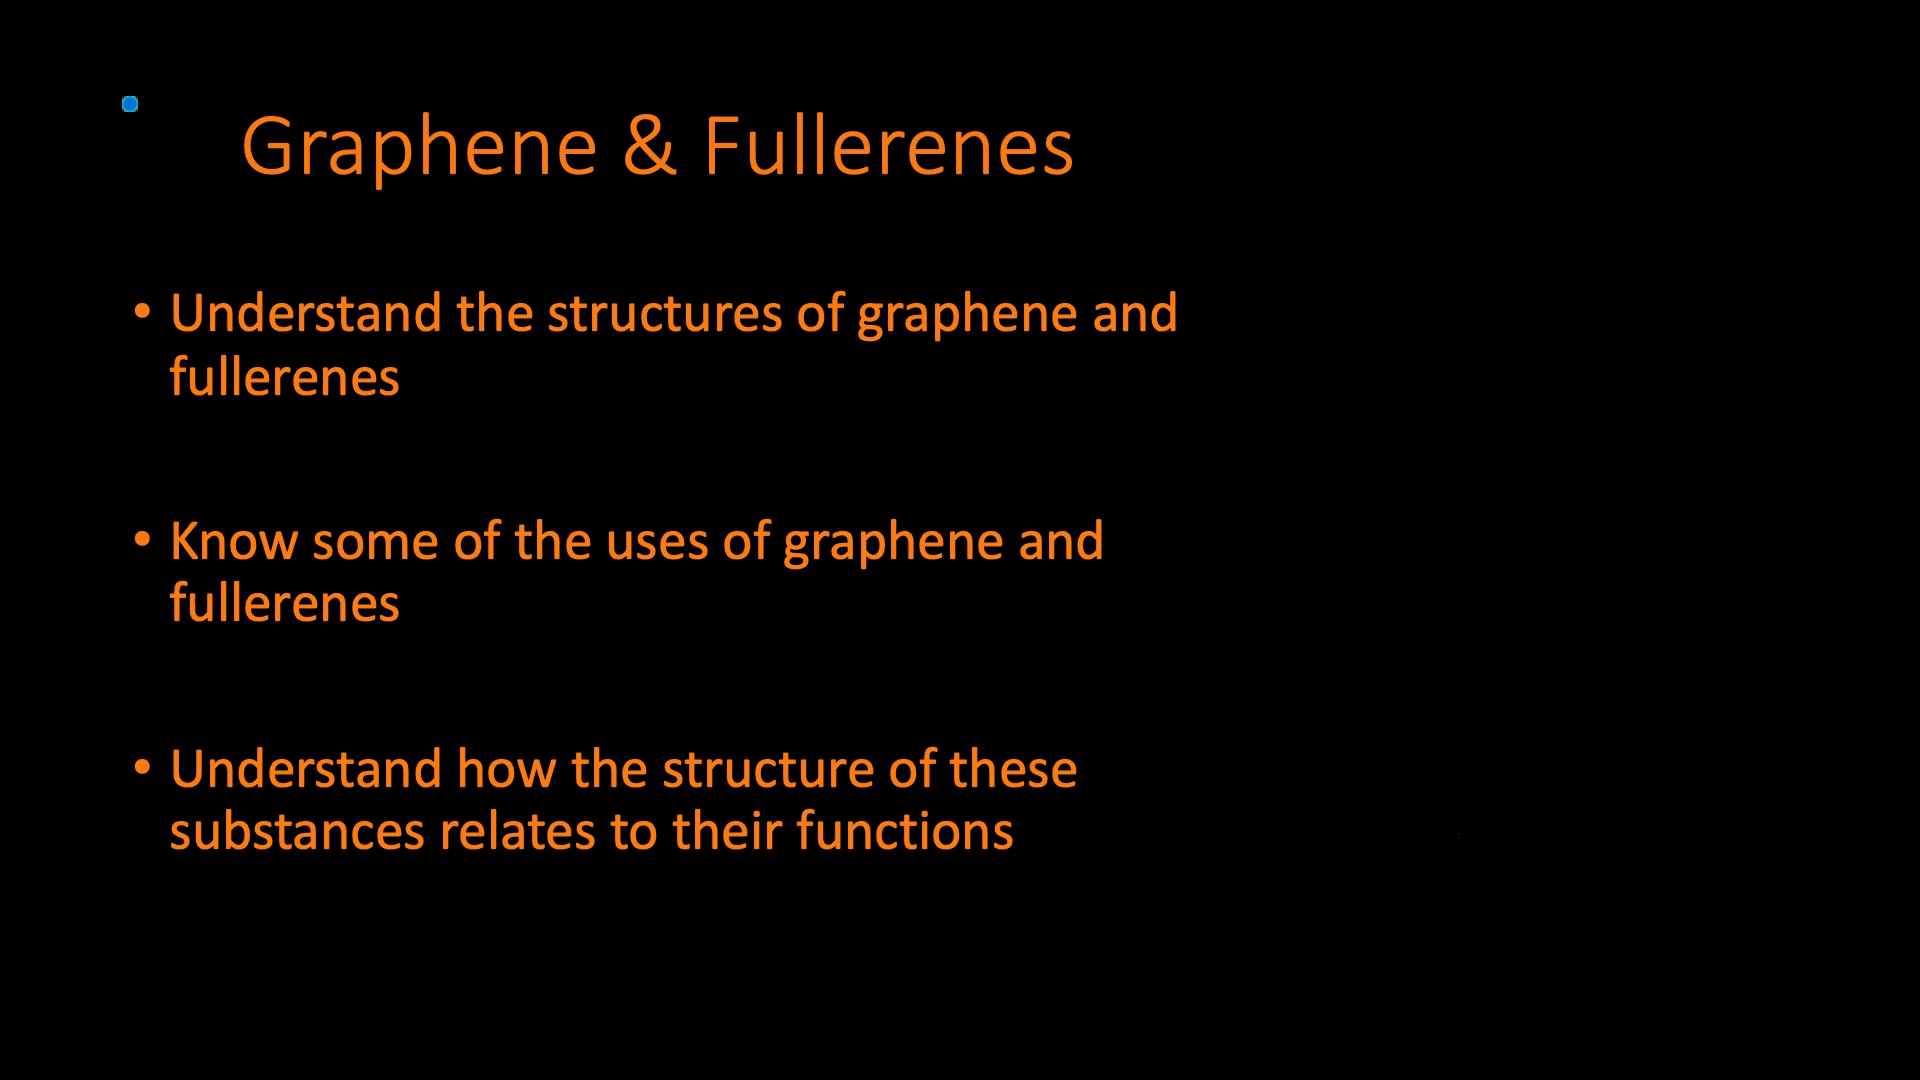 Graphene & Fullerenes
• Understand the structures of graphene and
fullerenes
• Know some of the uses of graphene and
fullerenes
• Understand how the structure of these
substances relates to their functions